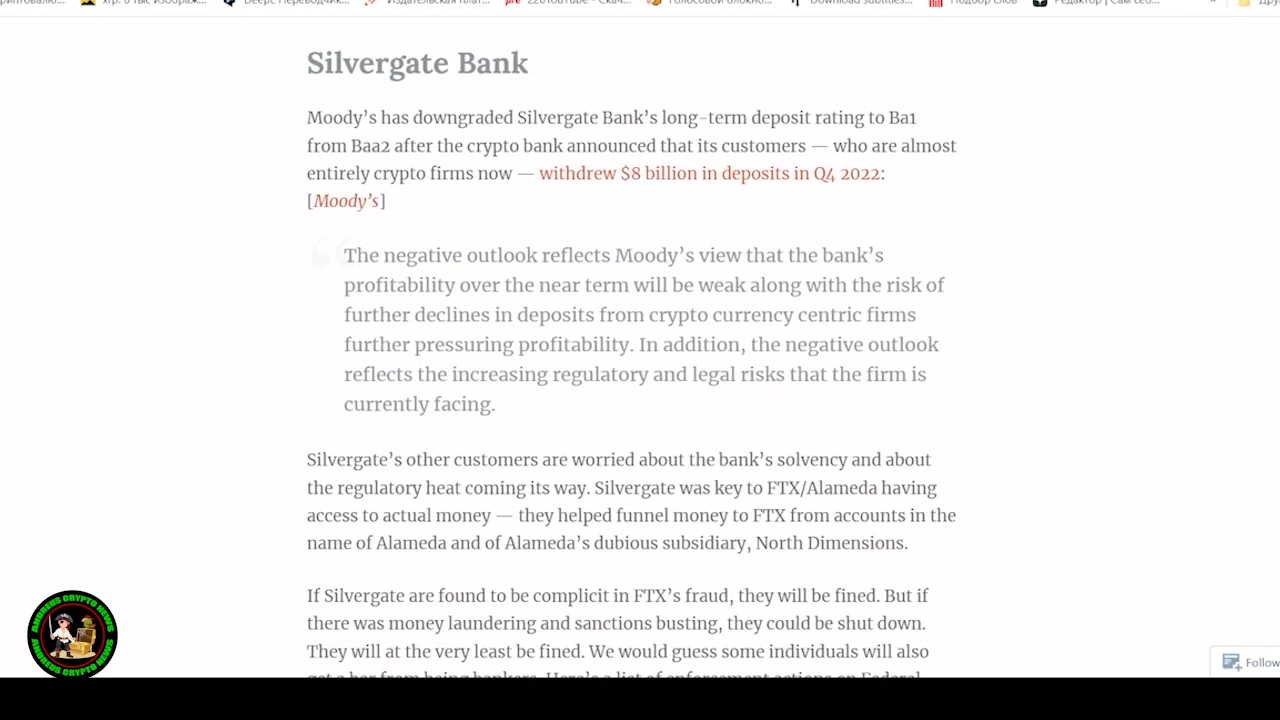 Silvergate Bank
Moody's has downgraded Silvergate Bank's long-term deposit rating to Ba1
from Baa2 after the crypto bank announced that its customers — who are almost
entirely crypto firms now — withdrew $8 billion in deposits in Q4 2022:
[Moody's]
The negative outlook reflects Moody's view that the bank's
profitability over the near term will be weak along with the risk of
further declines in deposits from crypto currency centric firms
further pressuring profitability. In addition, the negative outlook
reflects the increasing regulatory and legal risks that the firm is
currently facing.
Silvergate's other customers are worried about the bank's solvency and about
the regulatory heat coming its way. Silvergate was key to FTX/Alameda having
access to actual money — they helped funnel money to FTX from accounts in the
name of Alameda and of Alameda's dubious subsidiary, North Dimensions.
If Silvergate are found to be complicit in FTX's fraud, they will be fined. But if
there was money laundering and sanctions busting, they could be shut down.
They will at the very least be fined. We would guess some individuals will also
ANDREUS CRYPTO NEWS
ANDREUS CRYPTO NEWS
Follow